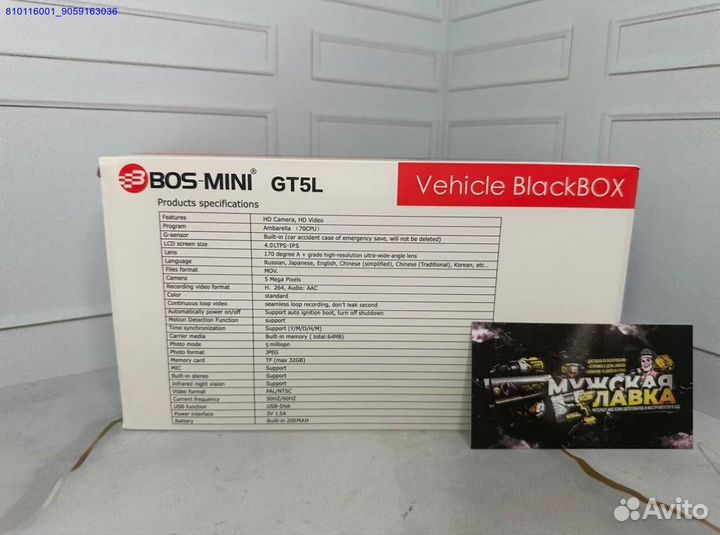 810116001_9059163036
BOS-MINI® GT5L
Vehicle BlackBOX
Products specifications
Features HD Camera, HD Video
Program Ambarella （70CPU）
G-sensor Built-in (car accident case of emergency save, will not be deleted)
LCD screen size 4.0LTPS-IPS
Lens 170 degree A + grade high-resolution ultra-wide-angle lens
Language Russian, Japanese, English, Chinese (simplified), Chinese (Traditional), Korean, etc..
Files format MOV.
Camera 5 Mega Pixels
Recording video format H. 264, Audio: AAC
Color standard
Continuous loop video seamless loop recording, don't leak second
Automatically power on/off Support auto ignition boot, turn off shutdown
Motion Detection Function support
Time synchronization Support (Y/M/D/H/M)
Carrier media Built-in memory ( total:64MB)
Photo mode 5 milliopn
Photo format JPEG
Memory card TF (max 32GB)
MIC Support
Built-in stereo Support
Infrared night vision Support
Video format PAL/NTSC
Current frequency 50HZ/60HZ
USB function USB-Disk
Power interface 5V 1.5A
Battery Built-in 200MAH
МУЖСКАЯ
ЛАВКА
Avito